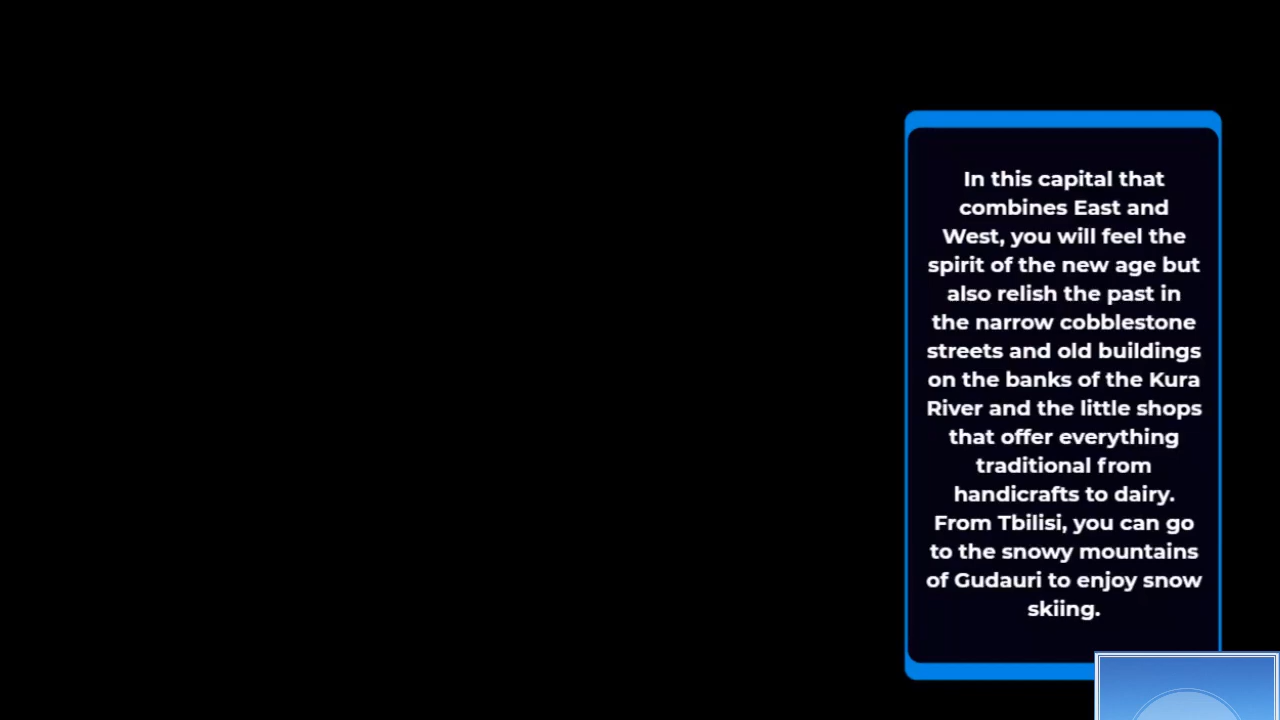 In this capital that
combines East and
West, you will feel the
spirit of the new age but
also relish the past in
the narrow cobblestone
streets and old buildings
on the banks of the Kura
River and the little shops
that offer everything
traditional from
handicrafts to dairy.
From Tbilisi, you can go
to the snowy mountains
of Gudauri to enjoy snow
skiing.